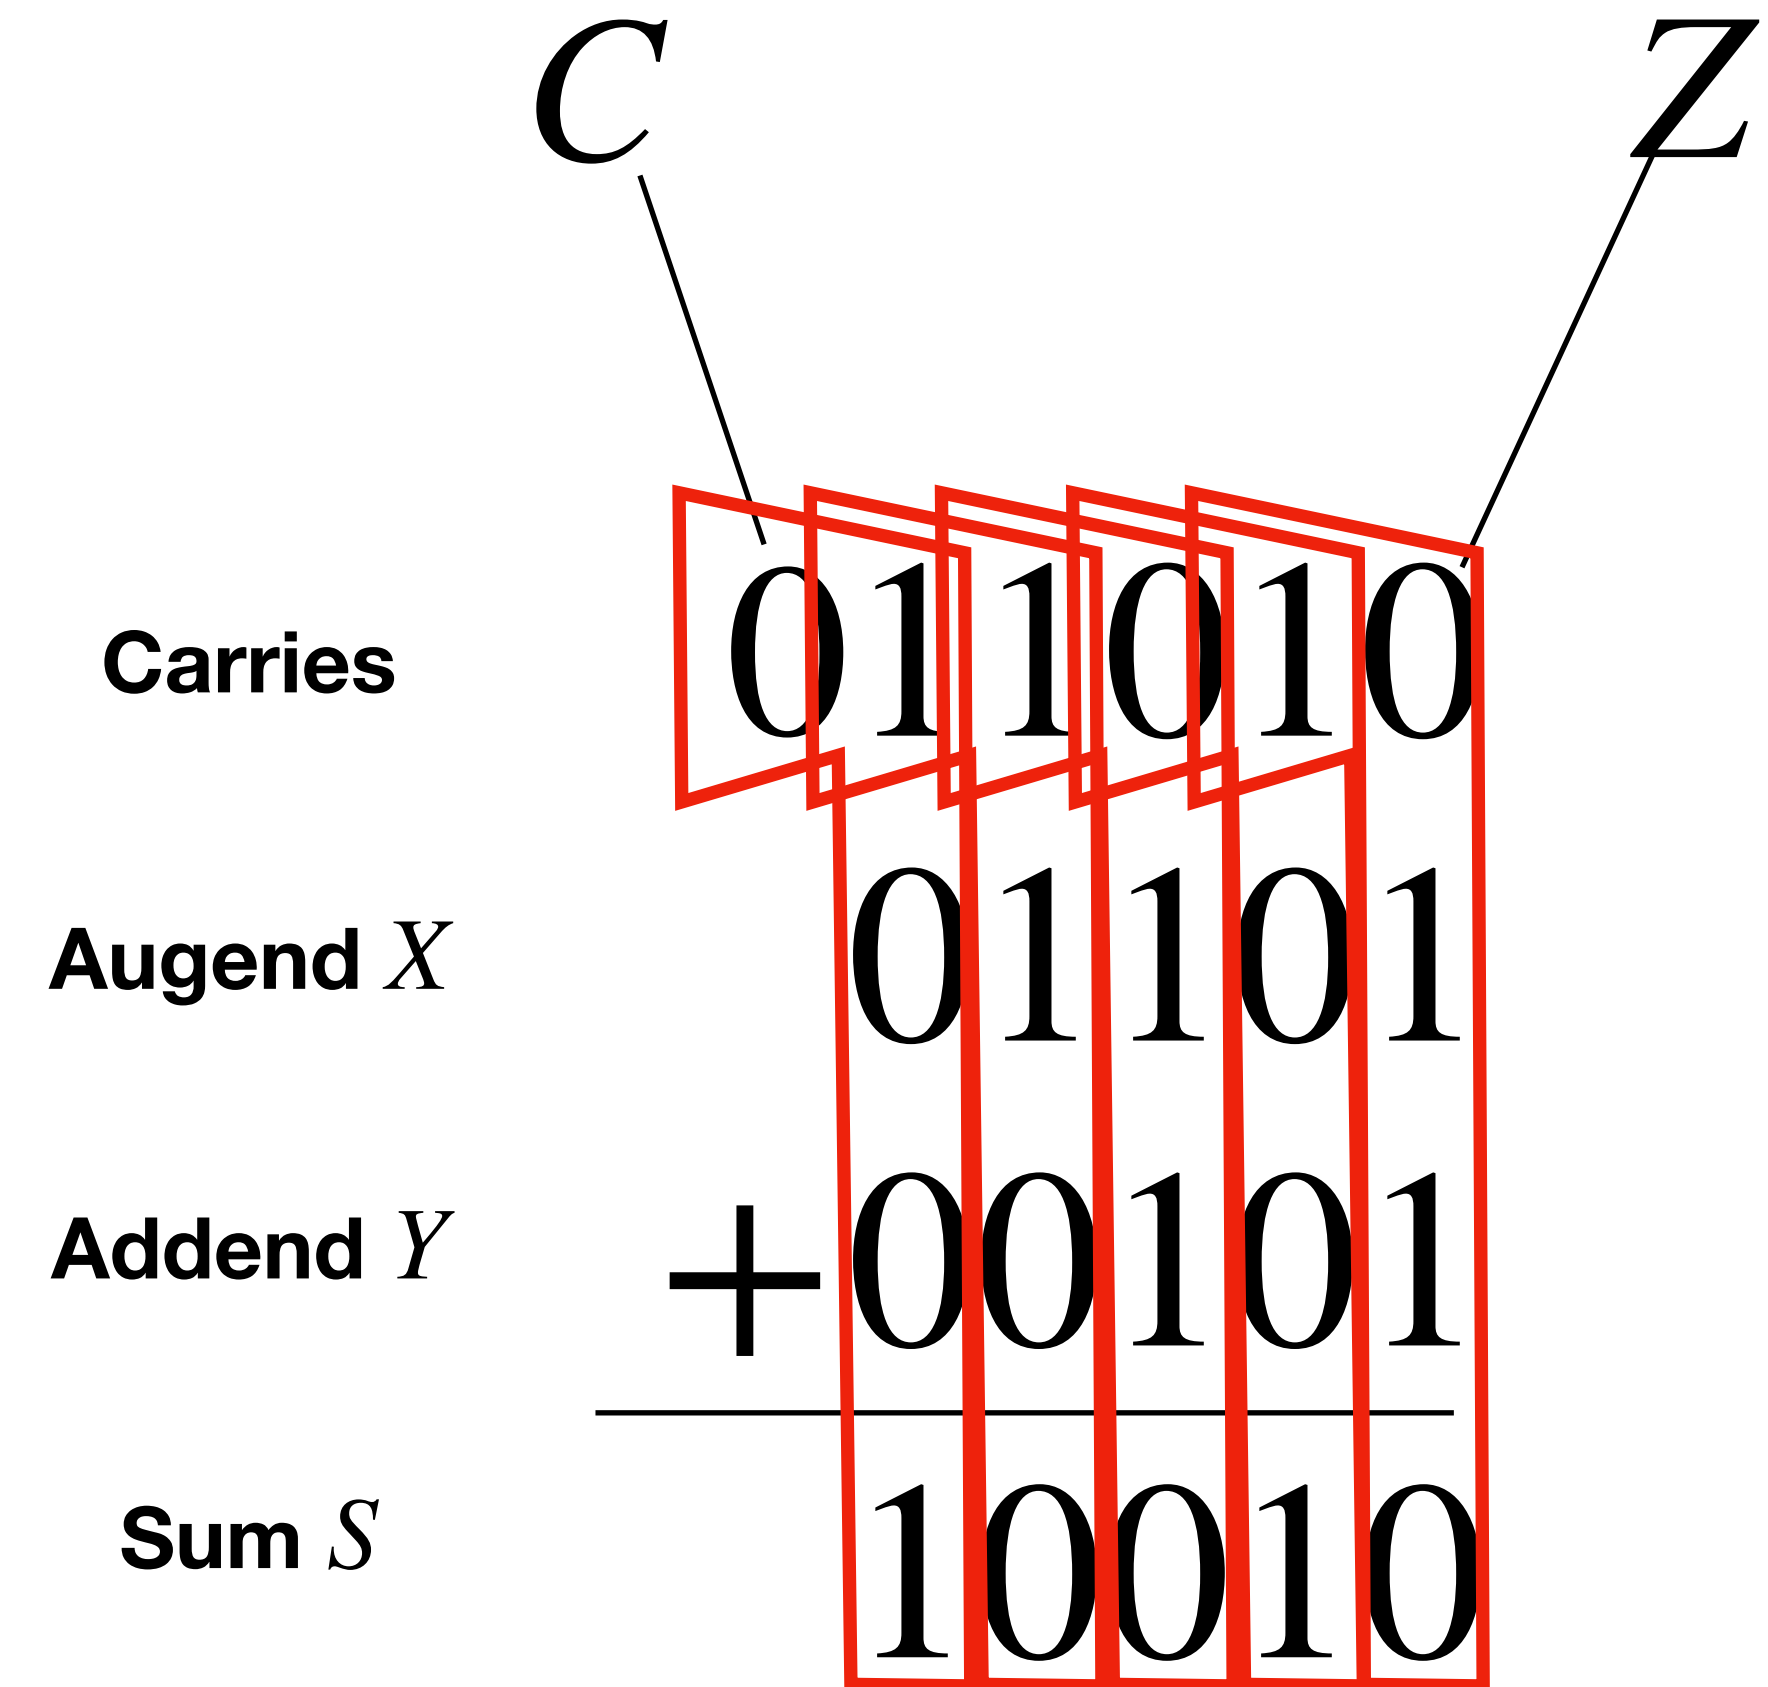 C Z
Carries 011010
Augend X 01101
Addend Y + 00101
Sum S 10010